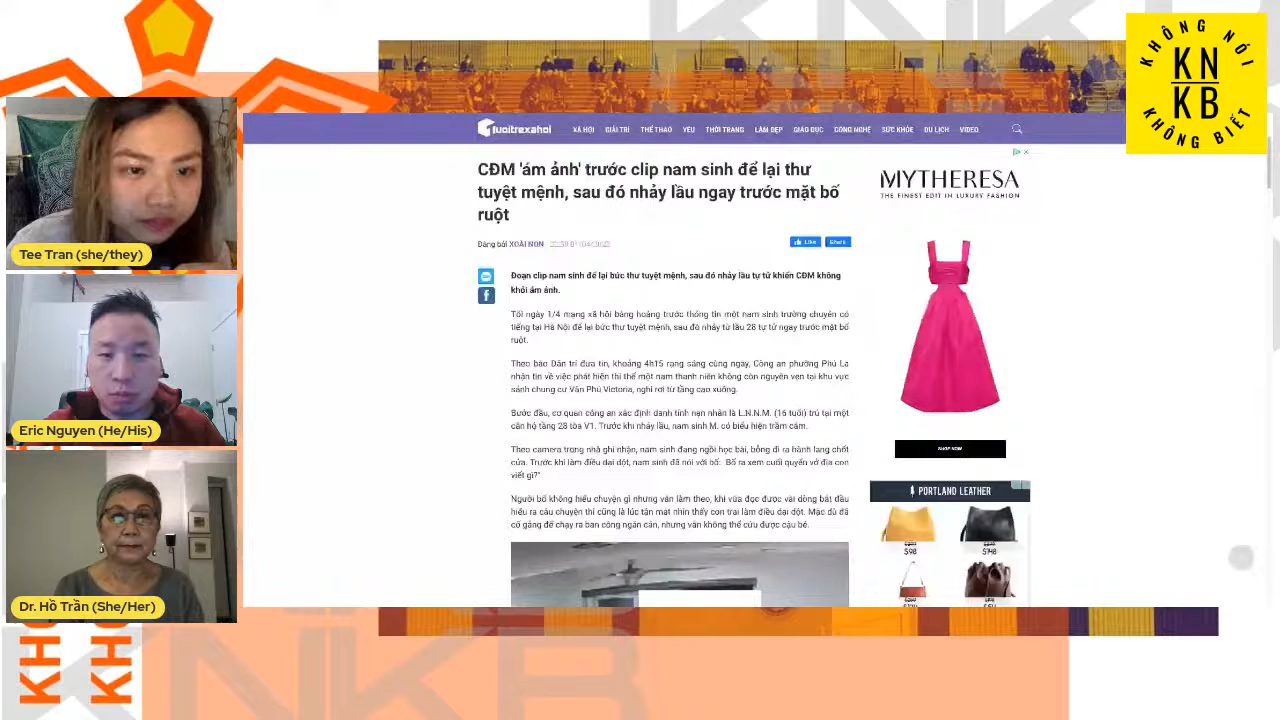 KHÔNG NÓI
KN
KB
KHÔNG BIẾT
Tee Tran (she/they)
Eric Nguyen (He/His)
Dr. Hồ Trần (She/Her)
tuoitrexahoi
XÃ HỘI GIẢI TRÍ THỂ THAO YÊU THỜI TRANG LÀM ĐẸP GIÁO DỤC CÔNG NGHỆ SỨC KHỎE DU LỊCH VIDEO
CĐM 'ám ảnh' trước clip nam sinh để lại thư
tuyệt mệnh, sau đó nhảy lầu ngay trước mặt bố
ruột
Đăng bởi XOÀI NON
Like Share
Đoạn clip nam sinh để lại bức thư tuyệt mệnh, sau đó nhảy lầu tự tử khiến CĐM không
khỏi ám ảnh.
Tối ngày 1/4 mạng xã hội bàng hoàng trước thông tin một nam sinh trường chuyên có
tiếng tại Hà Nội để lại bức thư tuyệt mệnh, sau đó nhảy từ lầu 28 tự tử ngay trước mặt bố
ruột.
Theo báo Dân trí đưa tin, khoảng 4h15 rạng sáng cùng ngày, Công an phường Phú La
nhận tin về việc phát hiện thi thể một nam thanh niên không còn nguyên vẹn tại khu vực
sảnh chung cư Văn Phú Victoria, nghi rơi từ tầng cao xuống.
Bước đầu, cơ quan công an xác định danh tính nạn nhân là L.N.N.M. (16 tuổi) trú tại một
căn hộ tầng 28 tòa V1. Trước khi nhảy lầu, nam sinh M. có biểu hiện trầm cảm.
Theo camera trong nhà ghi nhận, nam sinh đang ngồi học bài, bỗng đi ra hành lang chốt
cửa. Trước khi làm điều dại dột, nam sinh đã nói với bố: Bố ra xem cuối quyển vở địa con
viết gì?"
Người bố không hiểu chuyện gì nhưng vẫn làm theo, khi vừa đọc được vài dòng bắt đầu
hiểu ra câu chuyện thì cũng là lúc tận mắt nhìn thấy con trai làm điều dại dột. Mặc dù đã
cố gắng để chạy ra ban công ngăn cản, nhưng vẫn không thể cứu được cậu bé.
MYTHERESA
THE FINEST EDIT IN LUXURY FASHION
SHOP NOW
PORTLAND LEATHER
$98 $148
KNKB